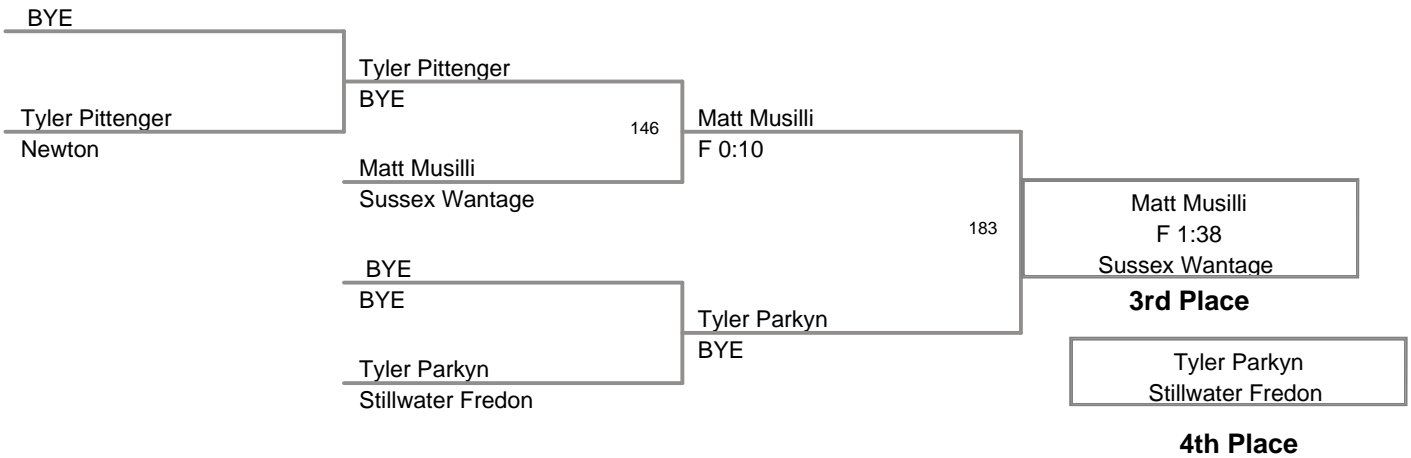 BYE
Tyler Pittenger
Newton
Tyler Pittenger
BYE
146
Matt Musilli
Sussex Wantage
BYE
BYE
Tyler Parkyn
Stillwater Fredon
Matt Musilli
F 0:10
183
Tyler Parkyn
BYE
Matt Musilli
F 1:38
Sussex Wantage
3rd Place
Tyler Parkyn
Stillwater Fredon
4th Place